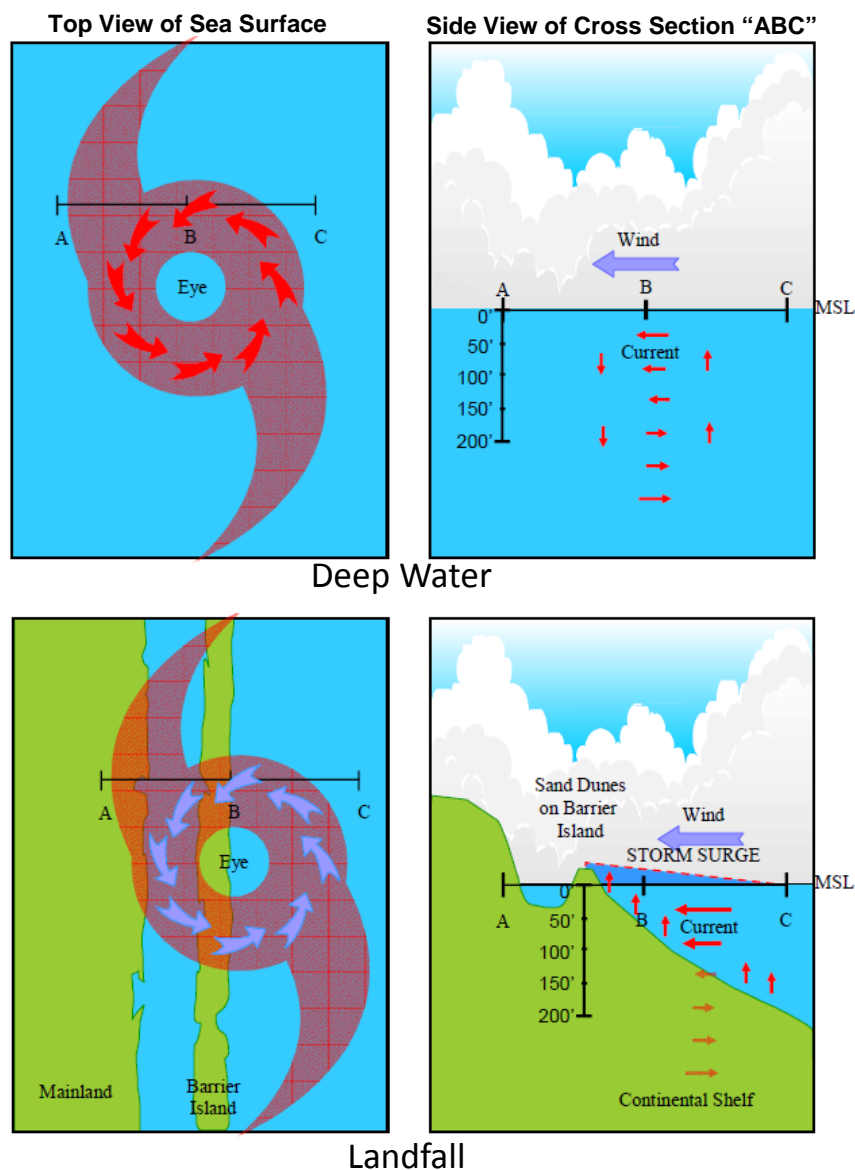 Top View of Sea Surface
Side View of Cross Section “ABC”
A
B
C
Eye
Wind
A
B
C
MSL
0’
50’
100’
150’
200’
Current
Deep Water
A
B
C
Eye
Mainland
Barrier
Island
Sand Dunes
on Barrier
Island
Wind
STORM SURGE
MSL
A
B
C
0’
50’
100’
150’
200’
Current
Continental Shelf
Landfall